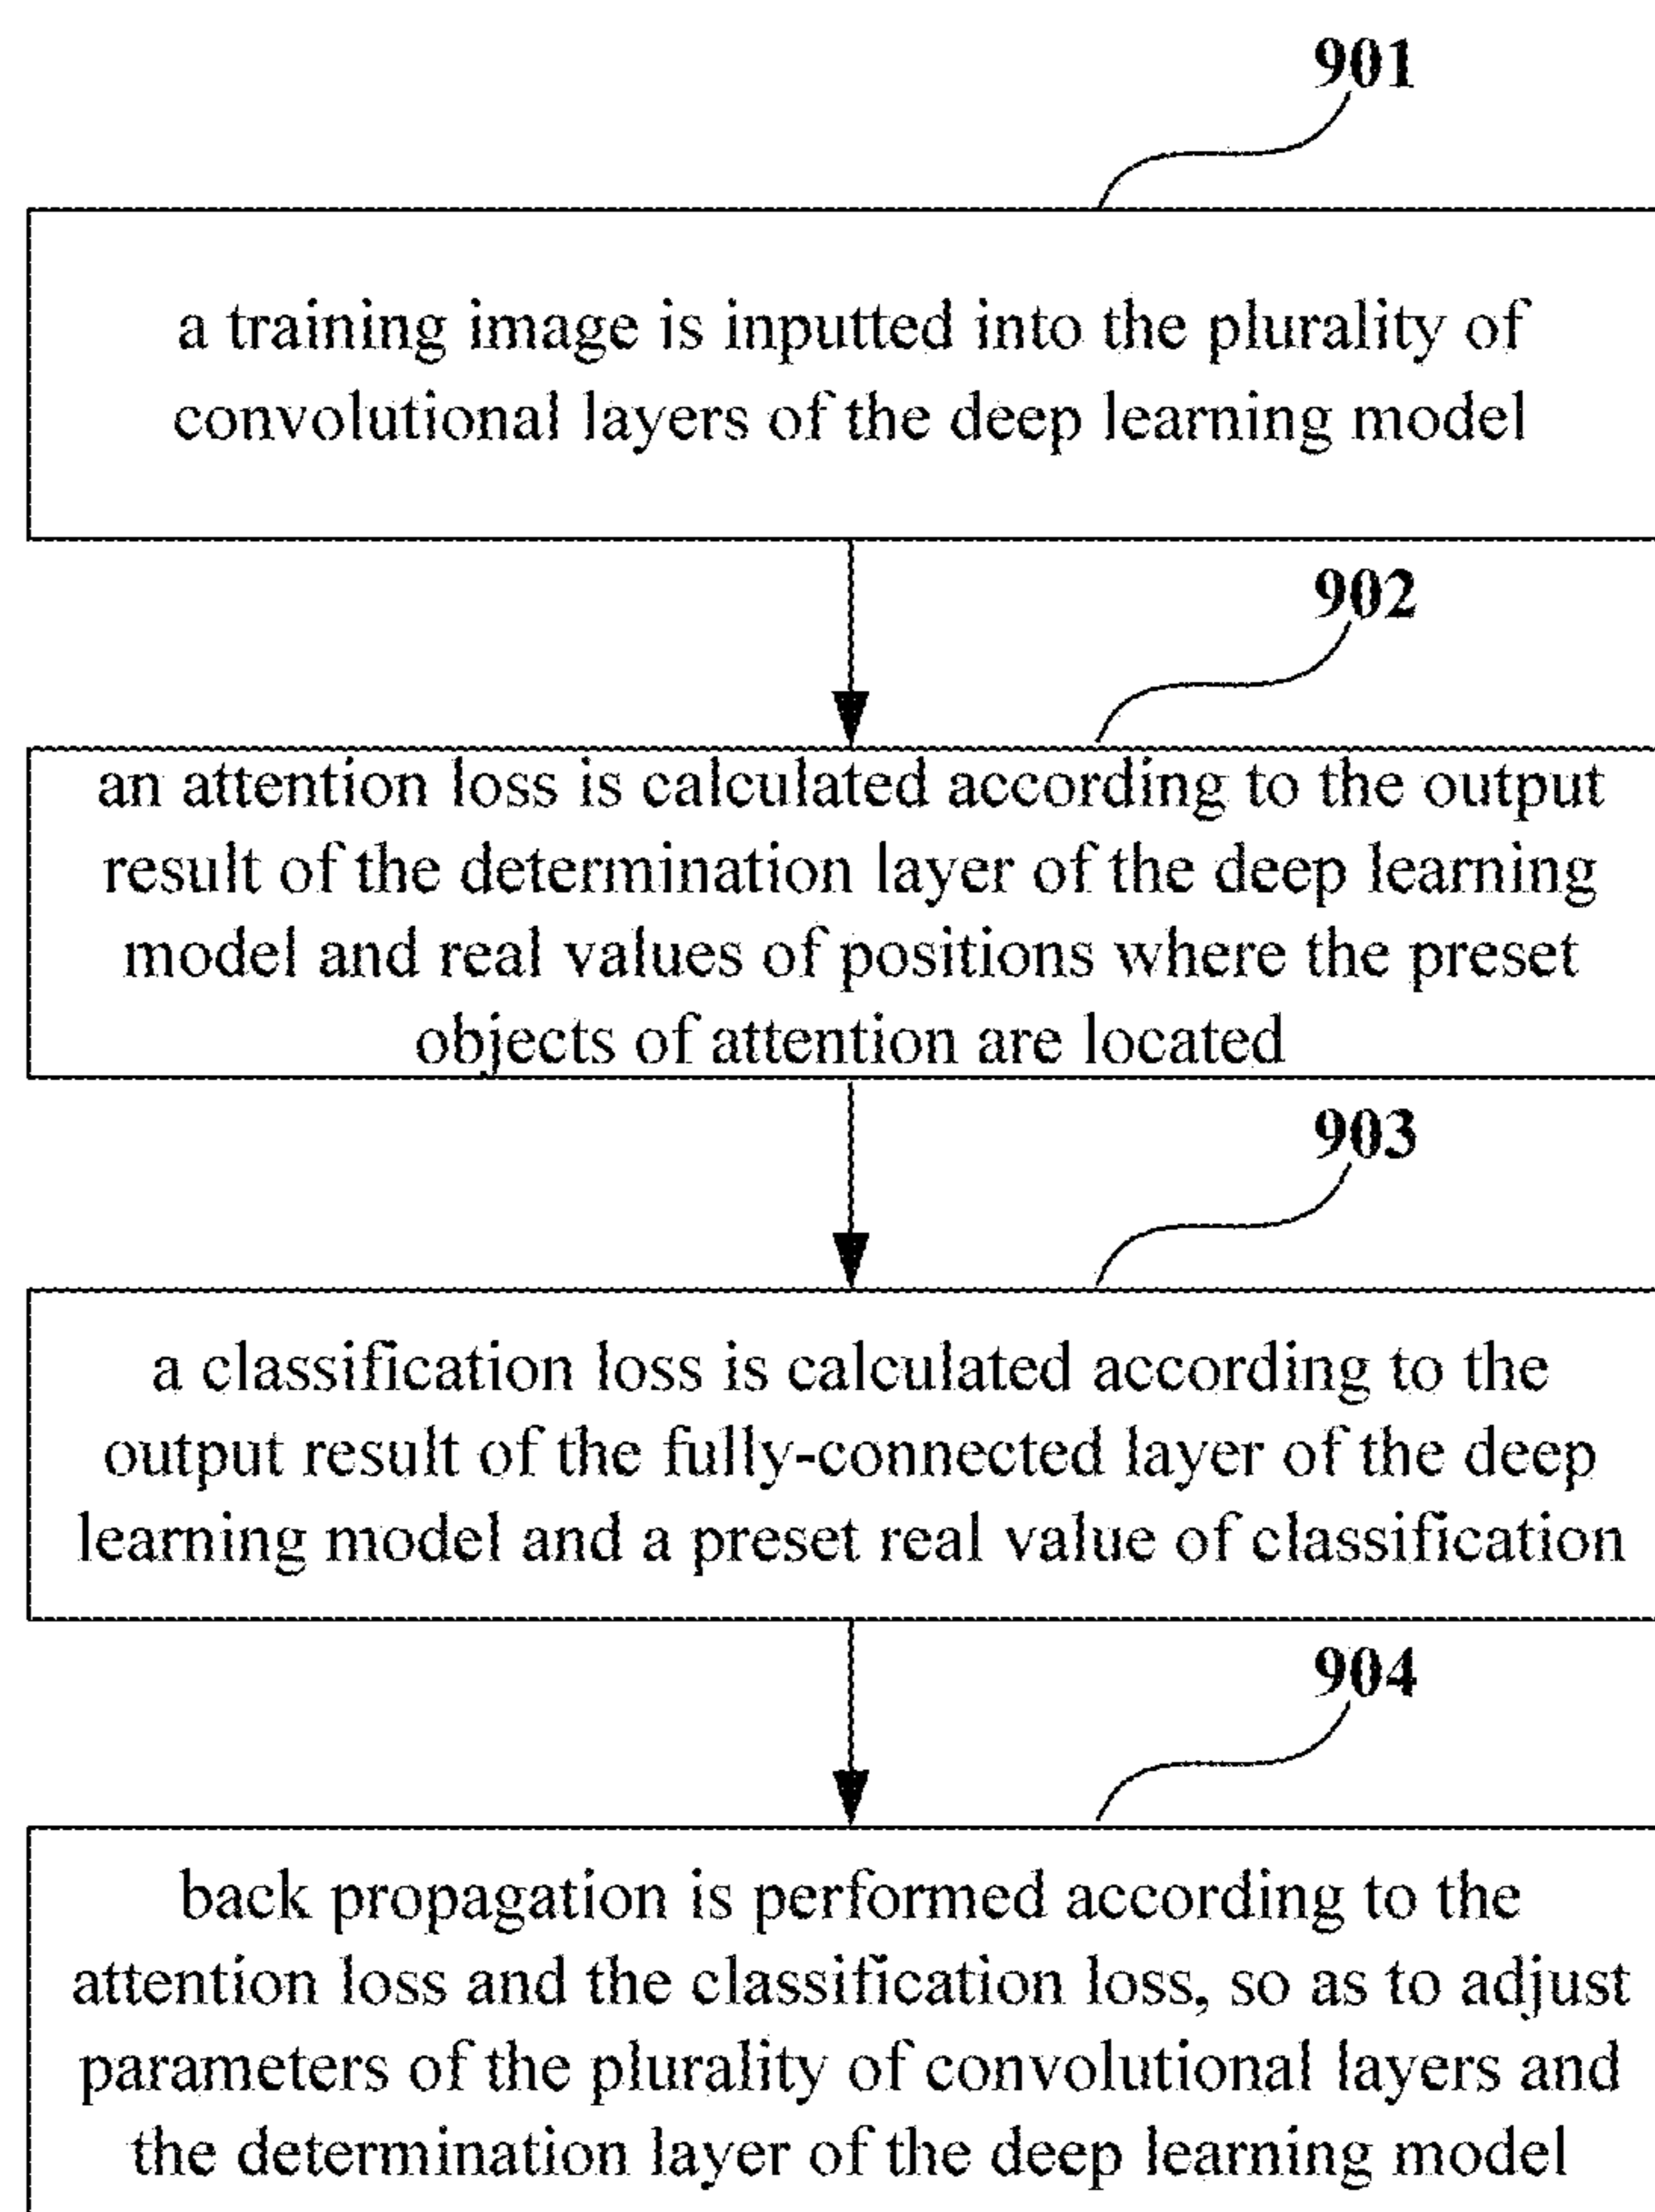 901
a training image is inputted into the plurality of
convolutional layers of the deep learning model
902
an attention loss is calculated according to the output
result of the determination layer of the deep learning
model and real values of positions where the preset
objects of attention are located
903
a classification loss is calculated according to the
output result of the fully-connected layer of the deep
learning model and a preset real value of classification
904
back propagation is performed according to the
attention loss and the classification loss, so as to adjust
parameters of the plurality of convolutional layers and
the determination layer of the deep learning model